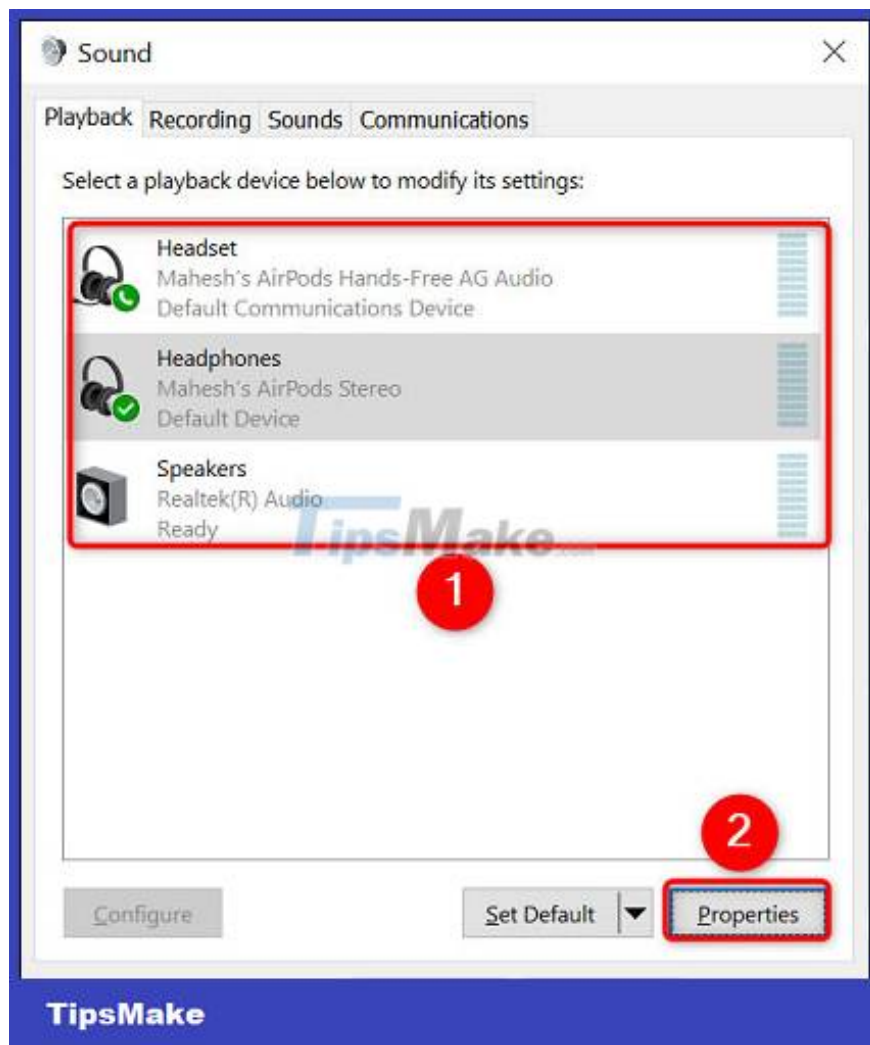 Sound
Playback Recording Sounds Communications
Select a playback device below to modify its settings:
Headset
Mahesh's AirPods Hands-Free AG Audio
Default Communications Device
Headphones
Mahesh's AirPods Stereo
Default Device
Speakers
Realtek(R) Audio
Ready
TipsMake.com
1
2
Configure Set Default Properties
TipsMake